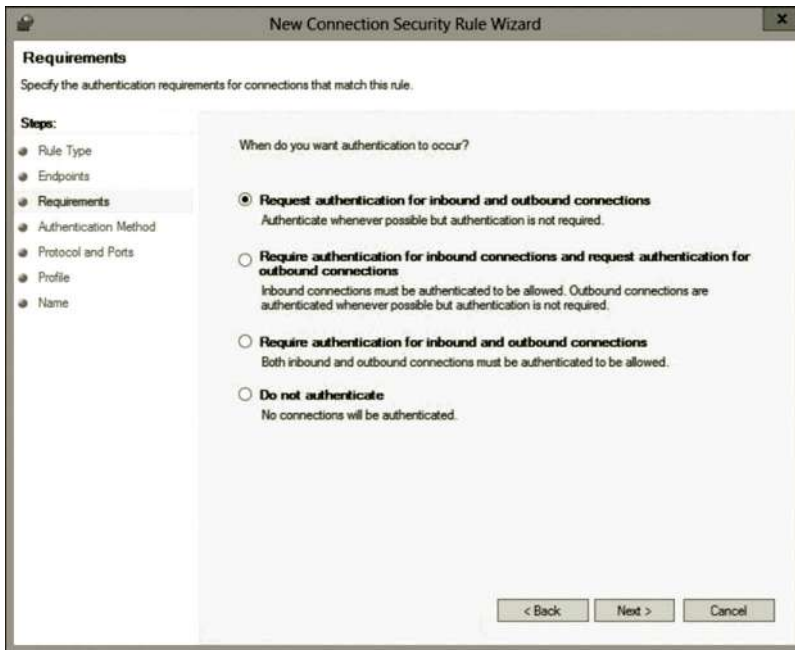 New Connection Security Rule Wizard
x
Requirements
Specify the authentication requirements for connections that match this rule.
Steps:
Rule Type
Endpoints
Requirements
Authentication Method
Protocol and Ports
Profile
Name
When do you want authentication to occur?
Request authentication for inbound and outbound connections
Authenticate whenever possible but authentication is not required.
Require authentication for inbound connections and request authentication for
outbound connections
Inbound connections must be authenticated to be allowed. Outbound connections are
authenticated whenever possible but authentication is not required.
Require authentication for inbound and outbound connections
Both inbound and outbound connections must be authenticated to be allowed.
Do not authenticate
No connections will be authenticated.
< Back
Next >
Cancel